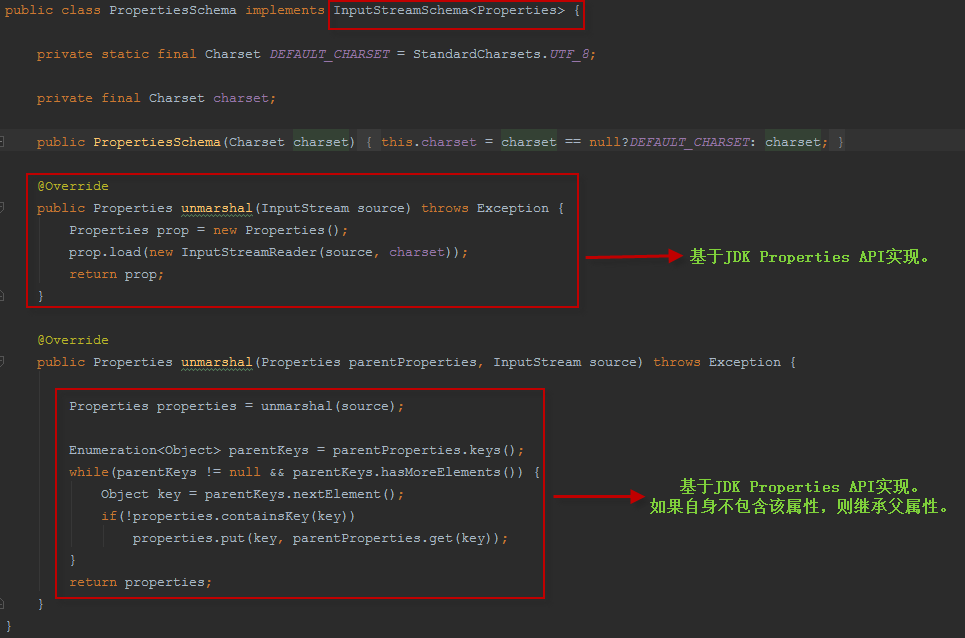 public class PropertiesSchema implements InputStreamSchema<Properties> {
private static final Charset DEFAULT_CHARSET = StandardCharsets.UTF_8;
private final Charset charset;
public PropertiesSchema(Charset charset) { this.charset = charset == null?DEFAULT_CHARSET: charset; }
@Override
public Properties unmarshal(InputStream source) throws Exception {
Properties prop = new Properties();
prop.load(new InputStreamReader(source, charset));
return prop;
}
基于JDK Properties API实现。
@Override
public Properties unmarshal(Properties parentProperties, InputStream source) throws Exception {
Properties properties = unmarshal(source);
Enumeration<Object> parentKeys = parentProperties.keys();
while(parentKeys != null && parentKeys.hasMoreElements()) {
Object key = parentKeys.nextElement();
if(!properties.containsKey(key))
properties.put(key, parentProperties.get(key));
}
return properties;
}
基于JDK Properties API实现。
如果自身不包含该属性，则继承父属性。
}